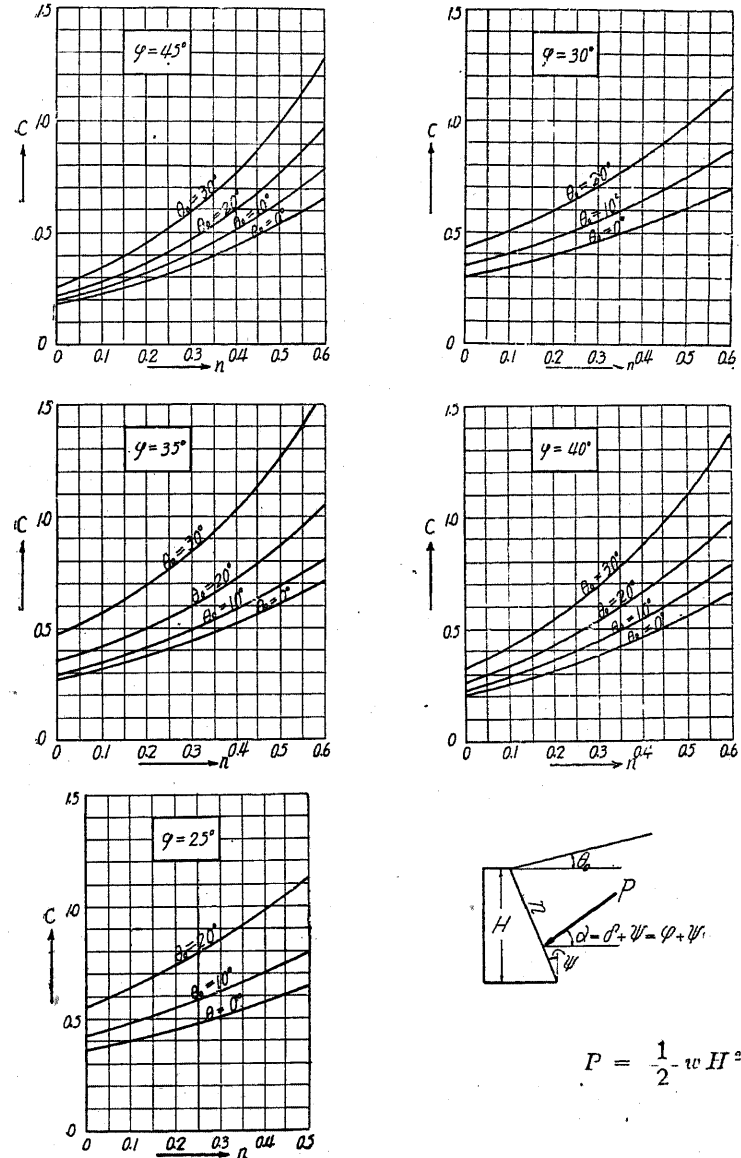 1.5
φ = 45°
C
1.0
0.5
0
θ₀ = 30°
θ₀ = 20°
θ₀ = 10°
θ₀ = 0°
0 0.1 0.2 0.3 0.4 0.5 0.6
n
1.5
φ = 30°
C
1.0
0.5
0
θ₀ = 20°
θ₀ = 10°
θ₀ = 0°
0 0.1 0.2 0.3 0.4 0.5 0.6
n
1.5
φ = 35°
C
1.0
0.5
.0
θ₀ = 30°
θ₀ = 20°
θ₀ = 10°
θ₀ = 0°
0 0.1 0.2 0.3 0.4 0.5 0.6
n
1.5
φ = 40°
C
1.0
0.5
0
θ₀ = 30°
θ₀ = 20°
θ₀ = 10°
θ₀ = 0°
0 0.1 0.2 0.3 0.4 0.5 0.6
n
1.5
φ = 25°
C
1.0
0.5
.0
θ₀ = 20°
θ₀ = 10°
θ = 0°
0 0.1 0.2 0.3 0.4 0.5
n
θ₀
H
n
P
α = δ + ψ = φ + ψ
ψ
P = 1/2 w H²